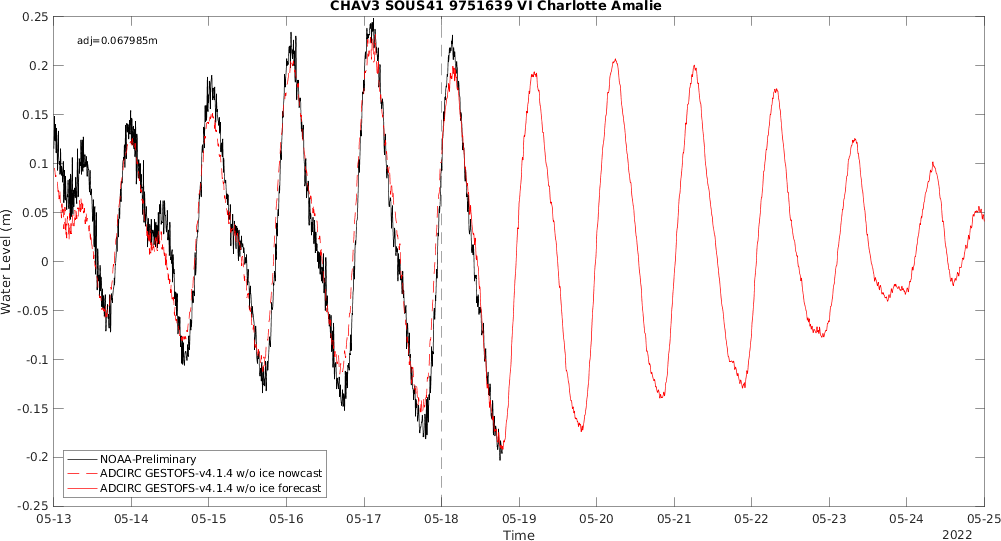 CHAV3 SOUS41 9751639 VI Charlotte Amalie
0.25
adj=0.067985m
0.2
0.15
0.1
0.05
0
-0.05
-0.1
-0.15
-0.2
-0.25
Water Level (m)
NOAA-Preliminary
ADCIRC GESTOFS-v4.1.4 w/o ice nowcast
ADCIRC GESTOFS-v4.1.4 w/o ice forecast
05-13 05-14 05-15 05-16 05-17 05-18 05-19 05-20 05-21 05-22 05-23 05-24 05-25
Time
2022